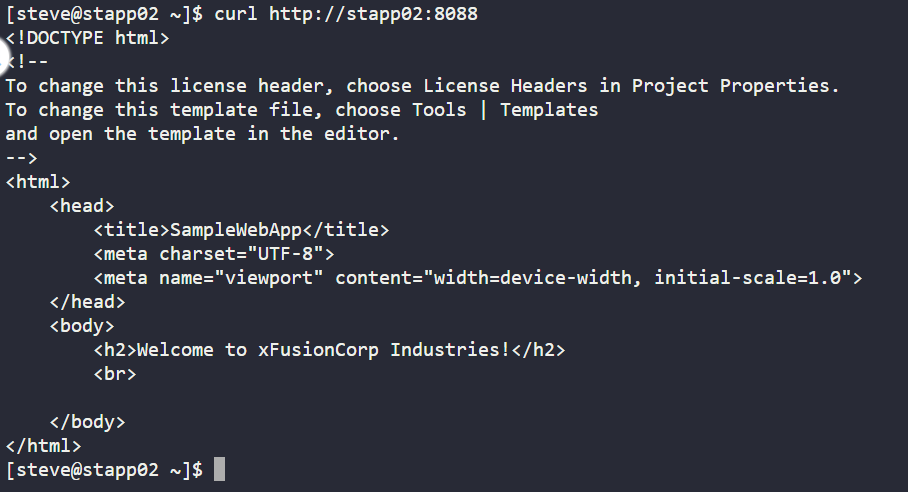 [steve@stapp02 ~]$ curl http://stapp02:8088
<!DOCTYPE html>
<!--
To change this license header, choose License Headers in Project Properties.
To change this template file, choose Tools | Templates
and open the template in the editor.
-->
<html>
    <head>
        <title>SampleWebApp</title>
        <meta charset="UTF-8">
        <meta name="viewport" content="width=device-width, initial-scale=1.0">
    </head>
    <body>
        <h2>Welcome to xFusionCorp Industries!</h2>
        <br>

    </body>
</html>
[steve@stapp02 ~]$